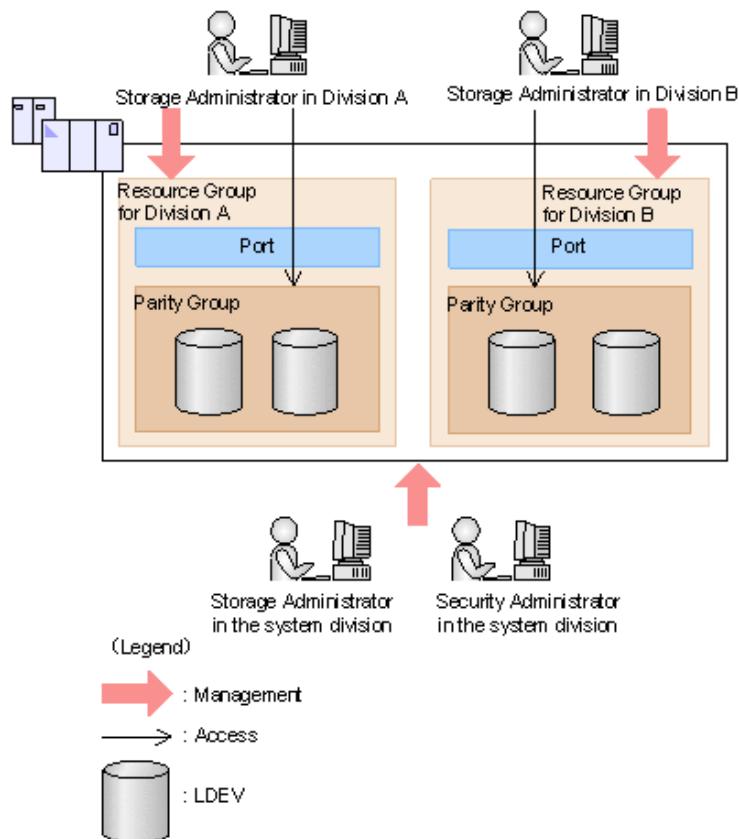 Storage Administrator in Division A
Storage Administrator in Division B
Resource Group
for Division A
Port
Parity Group
Resource Group
for Division B
Port
Parity Group
Storage Administrator
in the system division
Security Administrator
in the system division
(Legend)
: Management
: Access
: LDEV